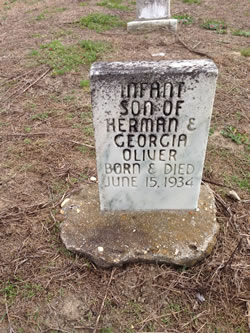 INFANT
SON OF
HERMAN &
GEORGIA
OLIVER
BORN & DIED
JUNE 15, 1934